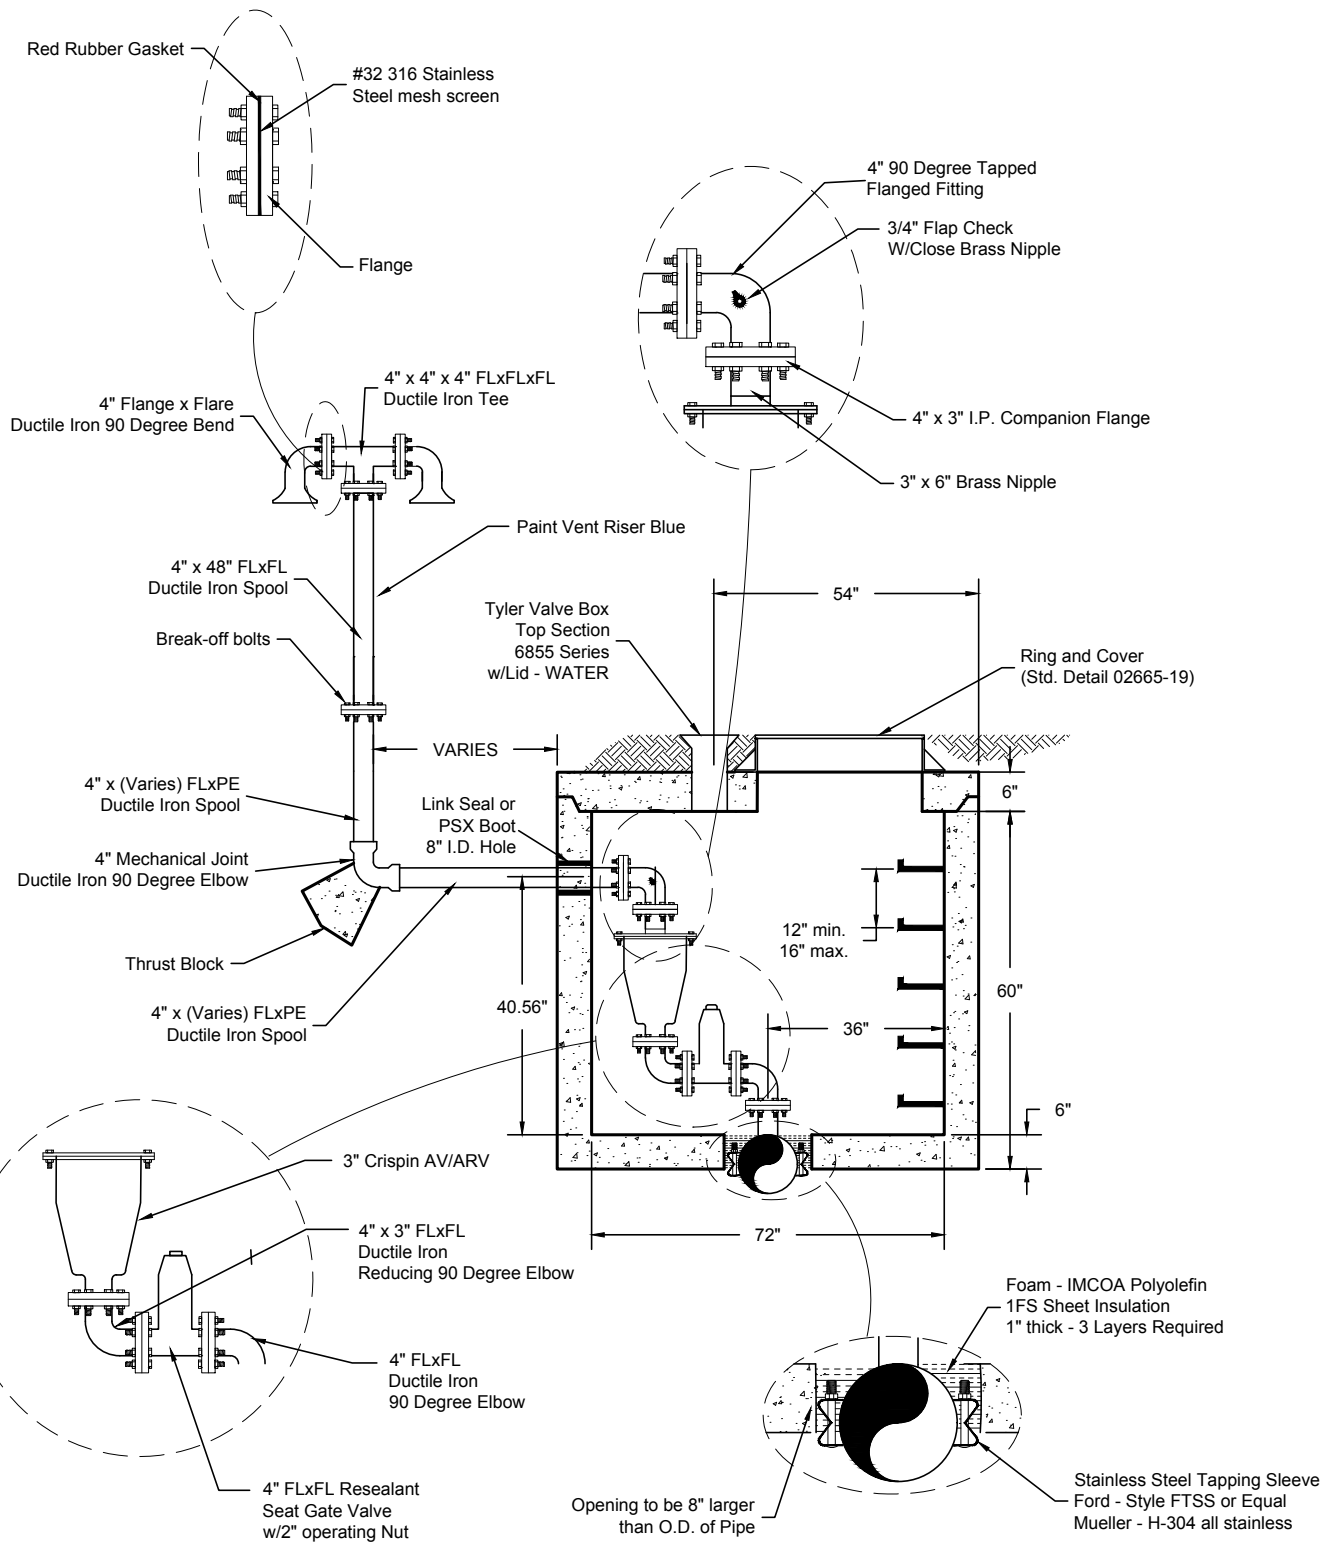 Red Rubber Gasket
#32 316 Stainless
Steel mesh screen
Flange
4" 90 Degree Tapped
Flanged Fitting
3/4" Flap Check
W/Close Brass Nipple
4" x 3" I.P. Companion Flange
3" x 6" Brass Nipple
4" x 4" x 4" FLxFLxFL
Ductile Iron Tee
4" Flange x Flare
Ductile Iron 90 Degree Bend
Paint Vent Riser Blue
4" x 48" FLxFL
Ductile Iron Spool
Break-off bolts
Tyler Valve Box
Top Section
6855 Series
w/Lid - WATER
54"
Ring and Cover
(Std. Detail 02665-19)
VARIES
4" x (Varies) FLxPE
Ductile Iron Spool
Link Seal or
PSX Boot
8" I.D. Hole
6"
4" Mechanical Joint
Ductile Iron 90 Degree Elbow
12" min.
16" max.
Thrust Block
4" x (Varies) FLxPE
Ductile Iron Spool
40.56"
60"
36"
6"
3" Crispin AV/ARV
4" x 3" FLxFL
Ductile Iron
Reducing 90 Degree Elbow
72"
Foam - IMCOA Polyolefin
1FS Sheet Insulation
1" thick - 3 Layers Required
4" FLxFL
Ductile Iron
90 Degree Elbow
4" FLxFL Resealant
Seat Gate Valve
w/2" operating Nut
Opening to be 8" larger
than O.D. of Pipe
Stainless Steel Tapping Sleeve
Ford - Style FTSS or Equal
Mueller - H-304 all stainless